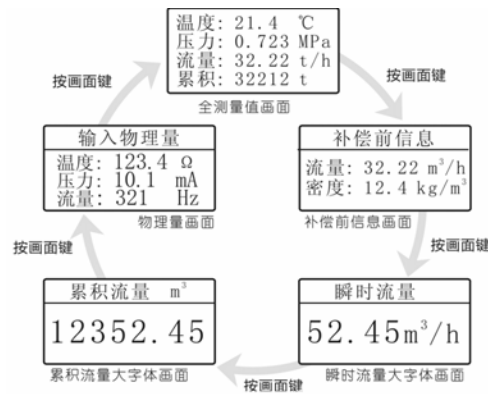 温度: 21.4 ℃
压力: 0.723 MPa
流量: 32.22 t/h
累积: 32212 t
全测量值画面
按画面键
按画面键
输入物理量
温度: 123.4 Ω
压力: 10.1 mA
流量: 321 Hz
物理量画面
补偿前信息
流量: 32.22 m³/h
密度: 12.4 kg/m³
补偿前信息画面
按画面键
按画面键
累积流量 m³
12352.45
累积流量大字体画面
瞬时流量
52.45m³/h
瞬时流量大字体画面
按画面键